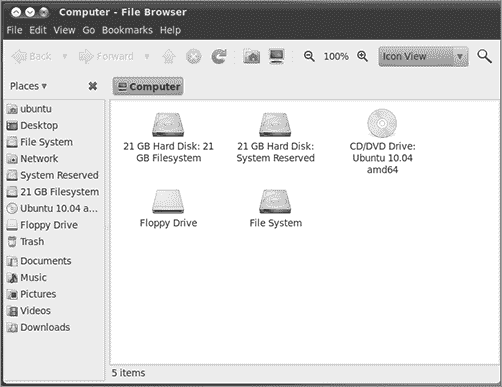 Computer - File Browser
File Edit View Go Bookmarks Help
Back Forward 100% Icon View
Places
Computer
ubuntu
Desktop
File System
Network
System Reserved
21 GB Filesystem
Ubuntu 10.04 a...
Floppy Drive
Trash
Documents
Music
Pictures
Videos
Downloads
21 GB Hard Disk: 21
GB Filesystem
21 GB Hard Disk:
System Reserved
CD/DVD Drive:
Ubuntu 10.04
amd64
Floppy Drive
File System
5 items